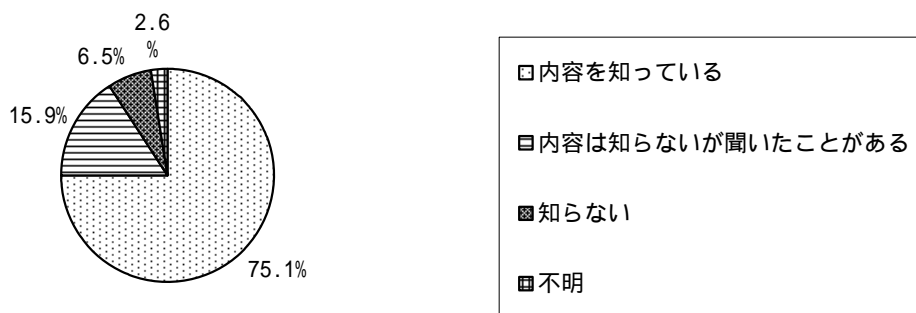 2.6
%
6.5%
15.9%
75.1%
内容を知っている
内容は知らないが聞いたことがある
知らない
不明